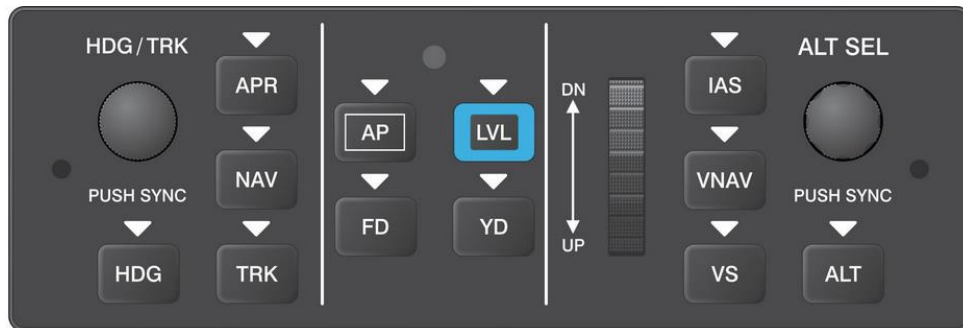 HDG / TRK
PUSH SYNC
HDG
APR
NAV
TRK
AP
LVL
FD
YD
DN
UP
IAS
VNAV
VS
ALT SEL
PUSH SYNC
ALT